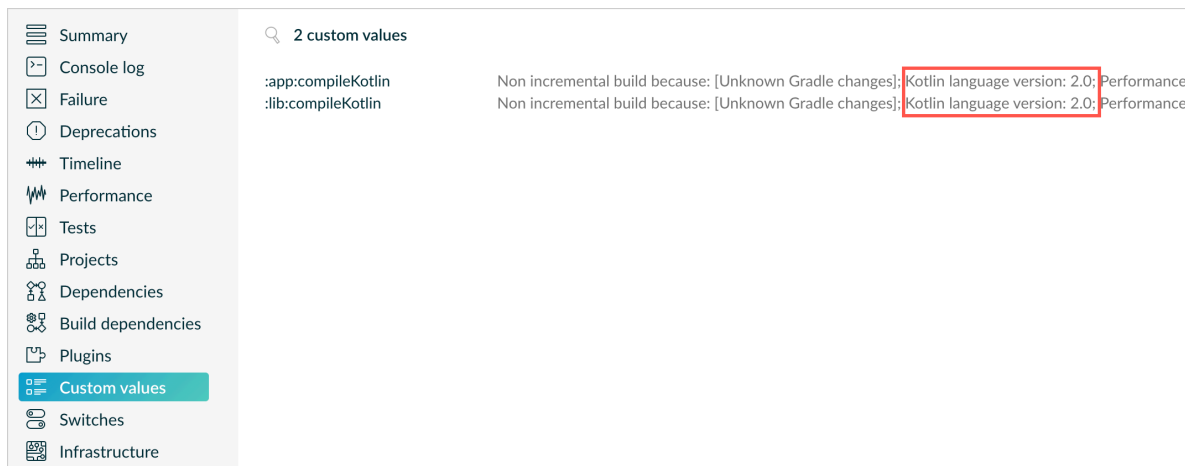 Summary
Console log
Failure
Deprecations
Timeline
Performance
Tests
Projects
Dependencies
Build dependencies
Plugins
Custom values
Switches
Infrastructure
2 custom values
:app:compileKotlin Non incremental build because: [Unknown Gradle changes]; Kotlin language version: 2.0; Performance
:lib:compileKotlin Non incremental build because: [Unknown Gradle changes]; Kotlin language version: 2.0; Performance